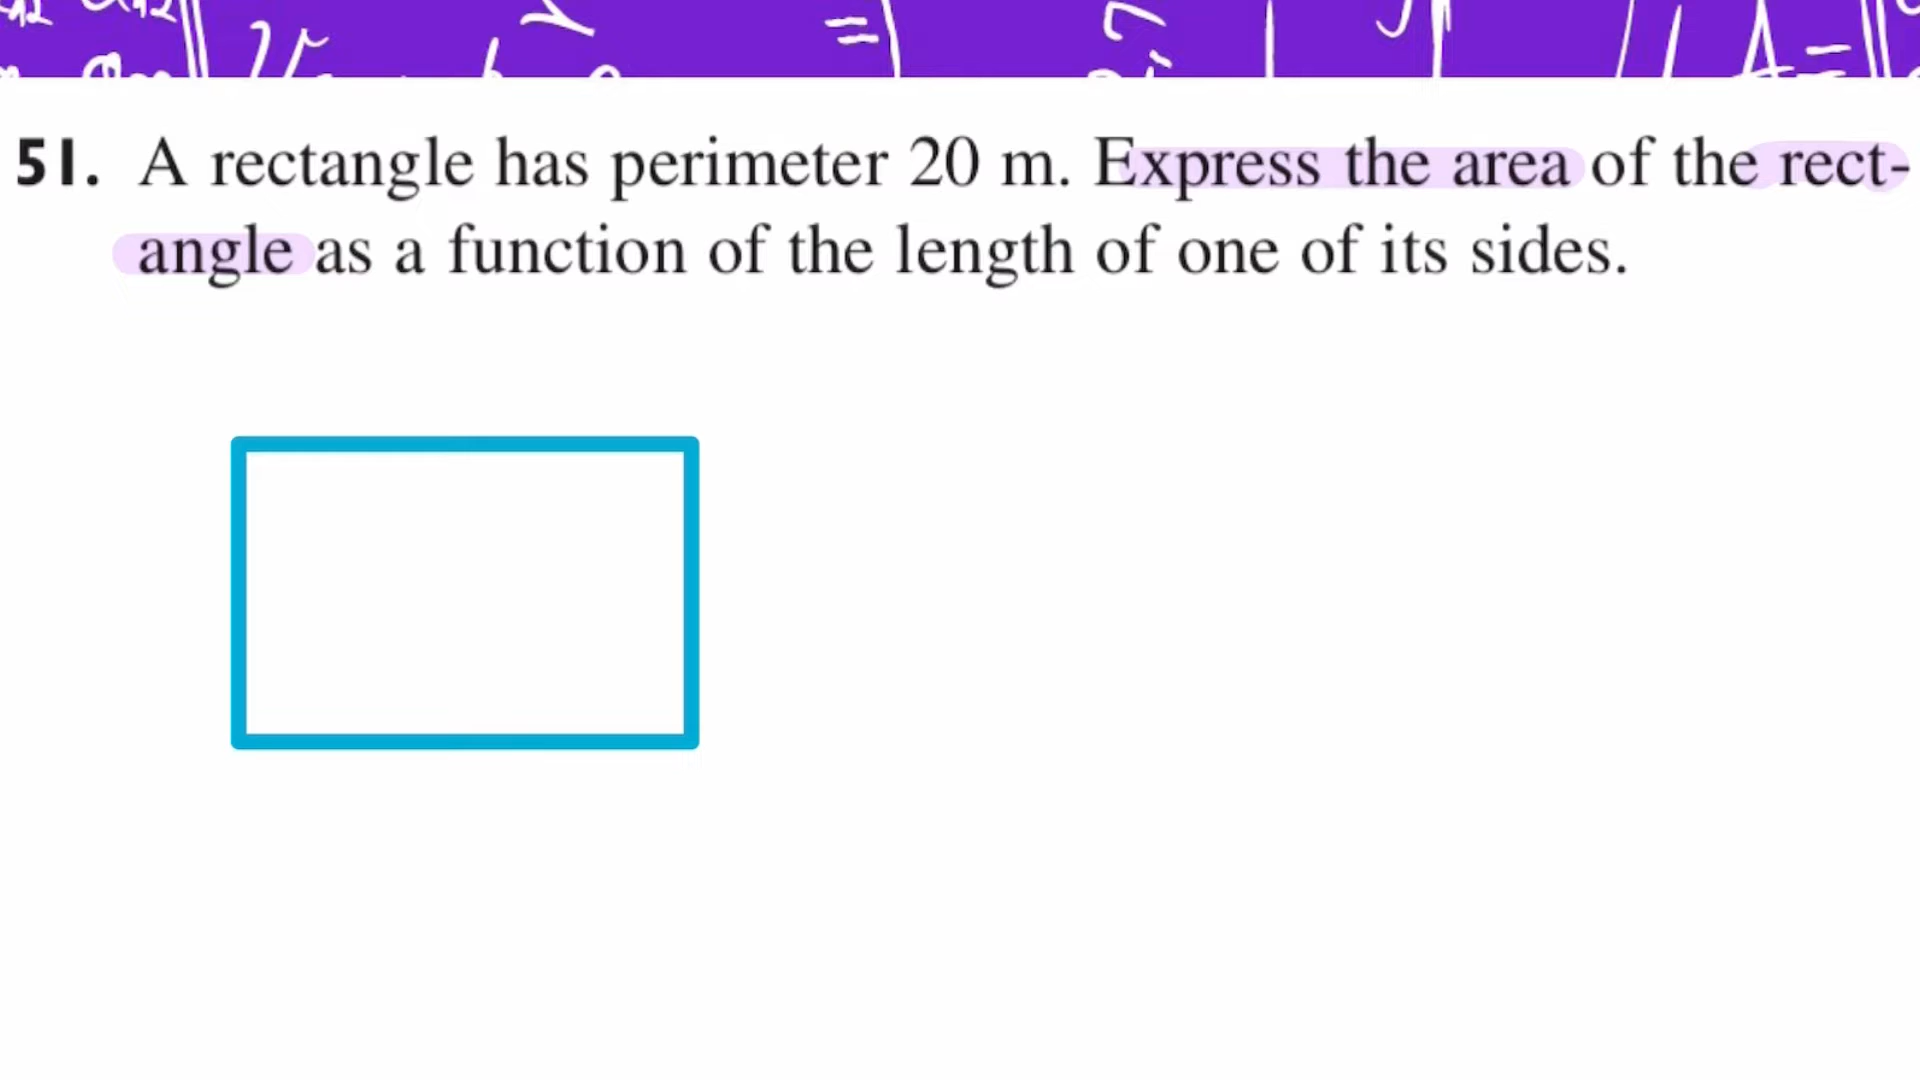 51. A rectangle has perimeter 20 m. Express the area of the rect-
angle as a function of the length of one of its sides.